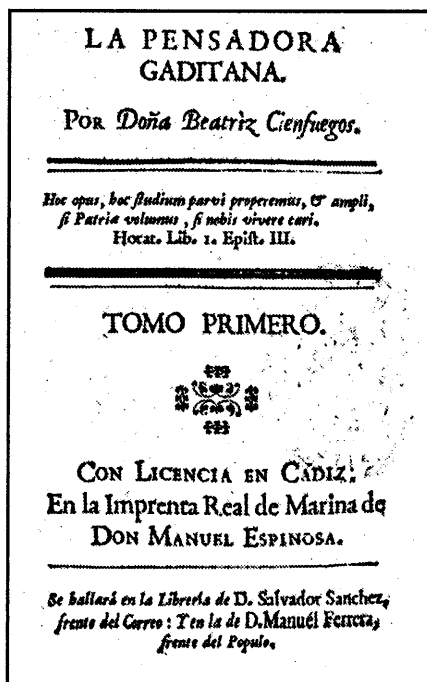 LA PENSADORA
GADITANA.
POR Doña Beatriz Cienfuegos.
Hoc opus, hoc ſtudium parvi properemus, & ampli,
ſi Patriæ volumus, ſi nobis vivere cari.
Horat. Lib. 1. Epiſt. III.
TOMO PRIMERO.
CON LICENCIA EN CADIZ:
En la Imprenta Real de Marina de
DON MANUEL ESPINOSA.
Se hallará en la Librería de D. Salvador Sanchez,
frente del Correo: Y en la de D. Manuél Ferrera,
frente del Populo.